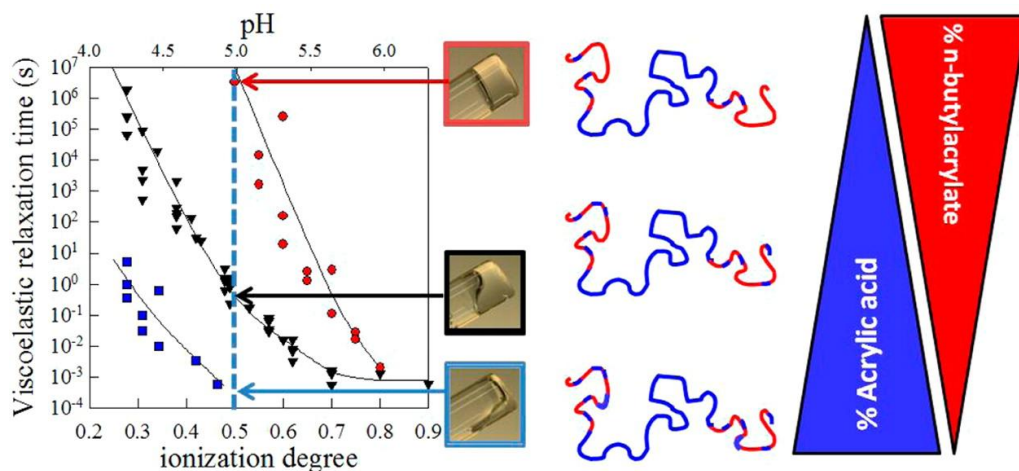 pH
4.0 4.5 5.0 5.5 6.0
Viscoelastic relaxation time (s)
10^7
10^6
10^5
10^4
10^3
10^2
10^1
10^0
10^-1
10^-2
10^-3
10^-4
0.2 0.3 0.4 0.5 0.6 0.7 0.8 0.9
ionization degree
% Acrylic acid
% n-butylacrylate